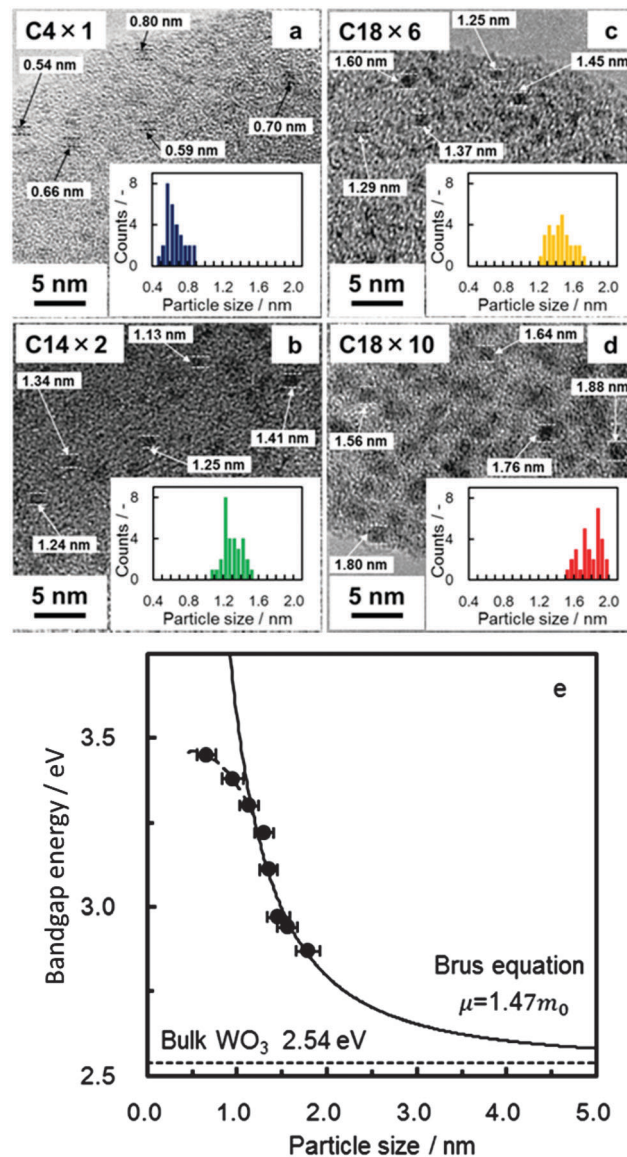 C4 × 1
0.80 nm
a
0.54 nm
0.70 nm
0.66 nm
0.59 nm
Counts / -
8
4
0
0.4 0.8 1.2 1.6 2.0
Particle size / nm
5 nm
C18 × 6
1.25 nm
c
1.60 nm
1.45 nm
1.37 nm
1.29 nm
Counts / -
8
4
0
0.4 0.8 1.2 1.6 2.0
Particle size / nm
5 nm
C14 × 2
1.13 nm
b
1.34 nm
1.41 nm
1.25 nm
1.24 nm
Counts / -
8
4
0
0.4 0.8 1.2 1.6 2.0
Particle size / nm
5 nm
C18 × 10
1.64 nm
d
1.88 nm
1.56 nm
1.76 nm
1.80 nm
Counts / -
8
4
0
0.4 0.8 1.2 1.6 2.0
Particle size / nm
5 nm
e
Bandgap energy / eV
3.5
3.0
2.5
Brus equation
μ=1.47m₀
Bulk WO₃ 2.54 eV
0.0 1.0 2.0 3.0 4.0 5.0
Particle size / nm